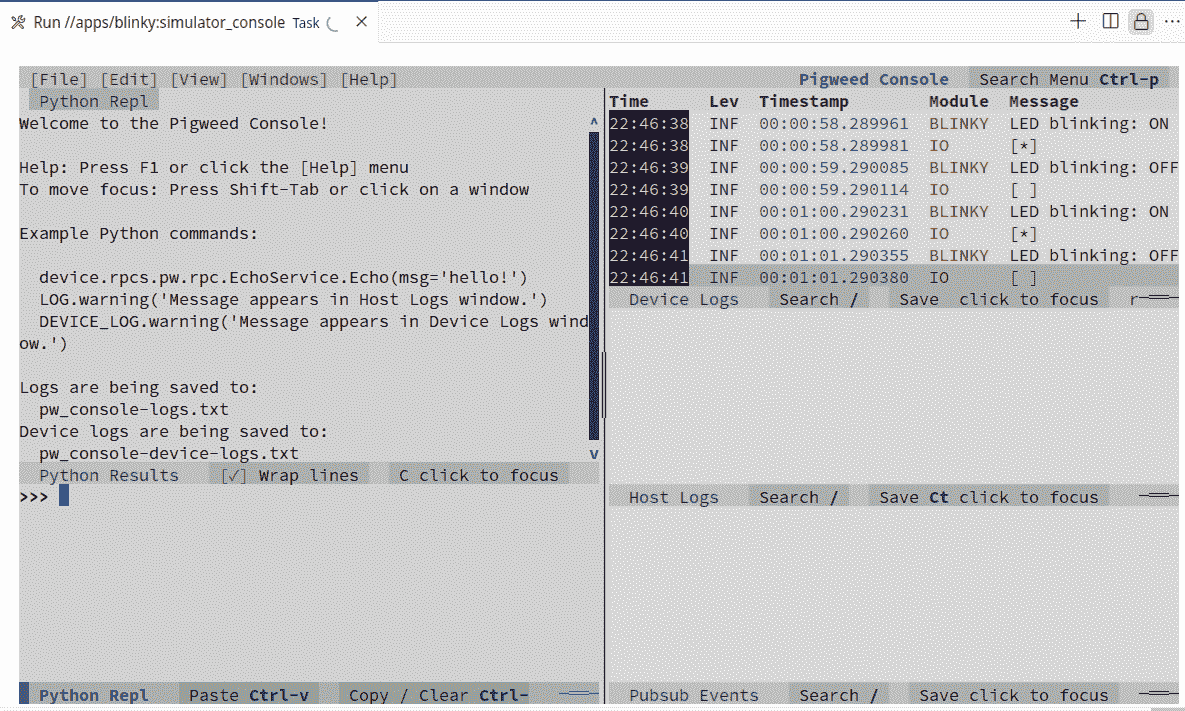 Run //apps/blinky:simulator_console Task
[File] [Edit] [View] [Windows] [Help] Pigweed Console Search Menu Ctrl-p
Python Repl
Welcome to the Pigweed Console!
Help: Press F1 or click the [Help] menu
To move focus: Press Shift-Tab or click on a window
Example Python commands:
device.rpcs.pw.rpc.EchoService.Echo(msg='hello!')
LOG.warning('Message appears in Host Logs window.')
DEVICE_LOG.warning('Message appears in Device Logs wind
ow.')
Logs are being saved to:
pw_console-logs.txt
Device logs are being saved to:
pw_console-device-logs.txt
Python Results [✓] Wrap lines C click to focus
>>>
Python Repl Paste Ctrl-v Copy / Clear Ctrl-
Time Lev Timestamp Module Message
22:46:38 INF 00:00:58.289961 BLINKY LED blinking: ON
22:46:38 INF 00:00:58.289981 IO [*]
22:46:39 INF 00:00:59.290085 BLINKY LED blinking: OFF
22:46:39 INF 00:00:59.290114 IO [ ]
22:46:40 INF 00:01:00.290231 BLINKY LED blinking: ON
22:46:40 INF 00:01:00.290260 IO [*]
22:46:41 INF 00:01:01.290355 BLINKY LED blinking: OFF
22:46:41 INF 00:01:01.290380 IO [ ]
Device Logs Search / Save click to focus r
Host Logs Search / Save Ct click to focus
Pubsub Events Search / Save click to focus